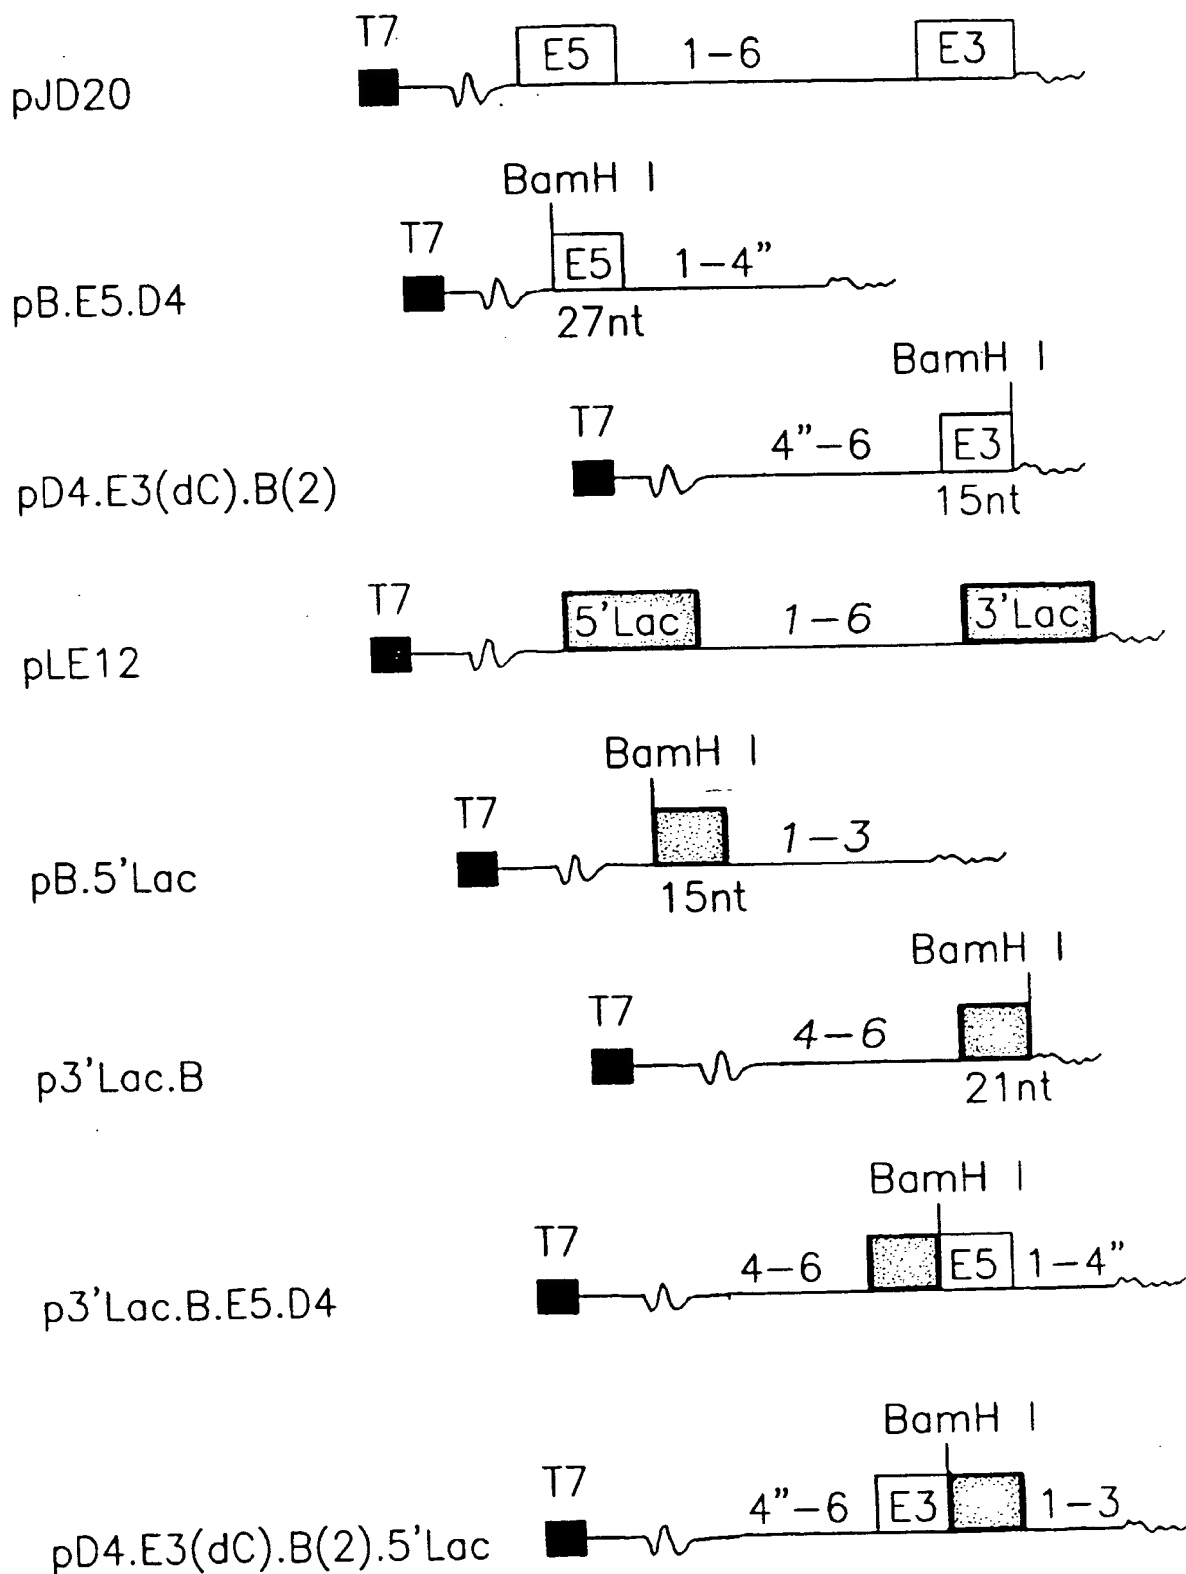 T7
E5 1-6 E3
pJD20
BamH I
T7
E5 1-4”
pB.E5.D4
27nt
BamH I
T7
4”-6 E3
pD4.E3(dC).B(2)
15nt
T7
5'Lac 1-6 3'Lac
pLE12
BamH I
T7
1-3
pB.5'Lac
15nt
BamH I
T7
4-6
p3'Lac.B
21nt
BamH I
T7
4-6 E5 1-4”
p3'Lac.B.E5.D4
BamH I
T7
4”-6 E3 1-3
pD4.E3(dC).B(2).5'Lac